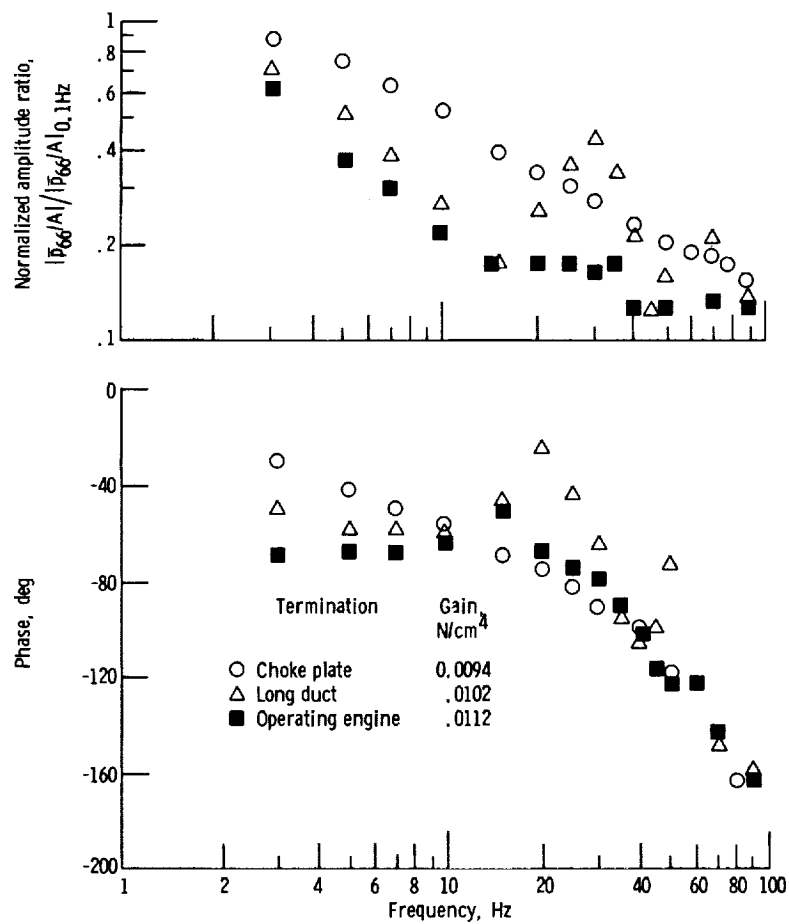 Normalized amplitude ratio,
|p̄66/A|/|p̄66/A|0.1Hz
1
.8
.6
.4
.2
.1
Phase, deg
0
-40
-80
-120
-160
-200
Termination Gain, N/cm4
Choke plate 0.0094
Long duct .0102
Operating engine .0112
1 2 4 6 8 10 20 40 60 80 100
Frequency, Hz